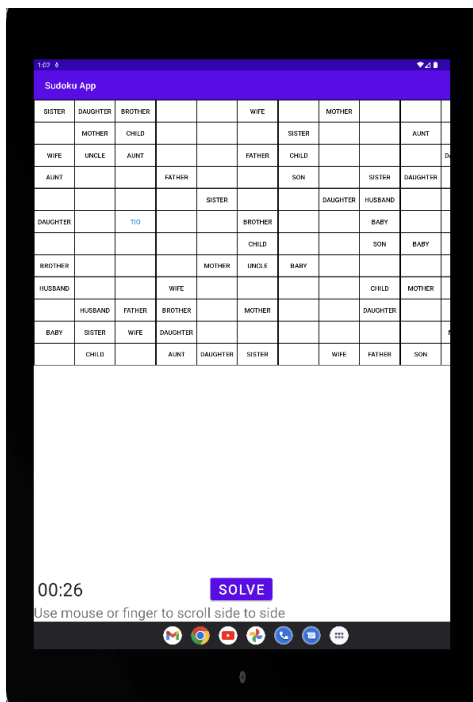 1:02
Sudoku App
SISTER DAUGHTER BROTHER WIFE MOTHER
MOTHER CHILD SISTER AUNT
WIFE UNCLE AUNT FATHER CHILD
AUNT FATHER SON SISTER DAUGHTER
SISTER DAUGHTER HUSBAND
DAUGHTER TIO BROTHER BABY
CHILD SON BABY
BROTHER MOTHER UNCLE BABY
HUSBAND WIFE CHILD MOTHER
HUSBAND FATHER BROTHER MOTHER DAUGHTER
BABY SISTER WIFE DAUGHTER
CHILD AUNT DAUGHTER SISTER WIFE FATHER SON
00:26 SOLVE
Use mouse or finger to scroll side to side